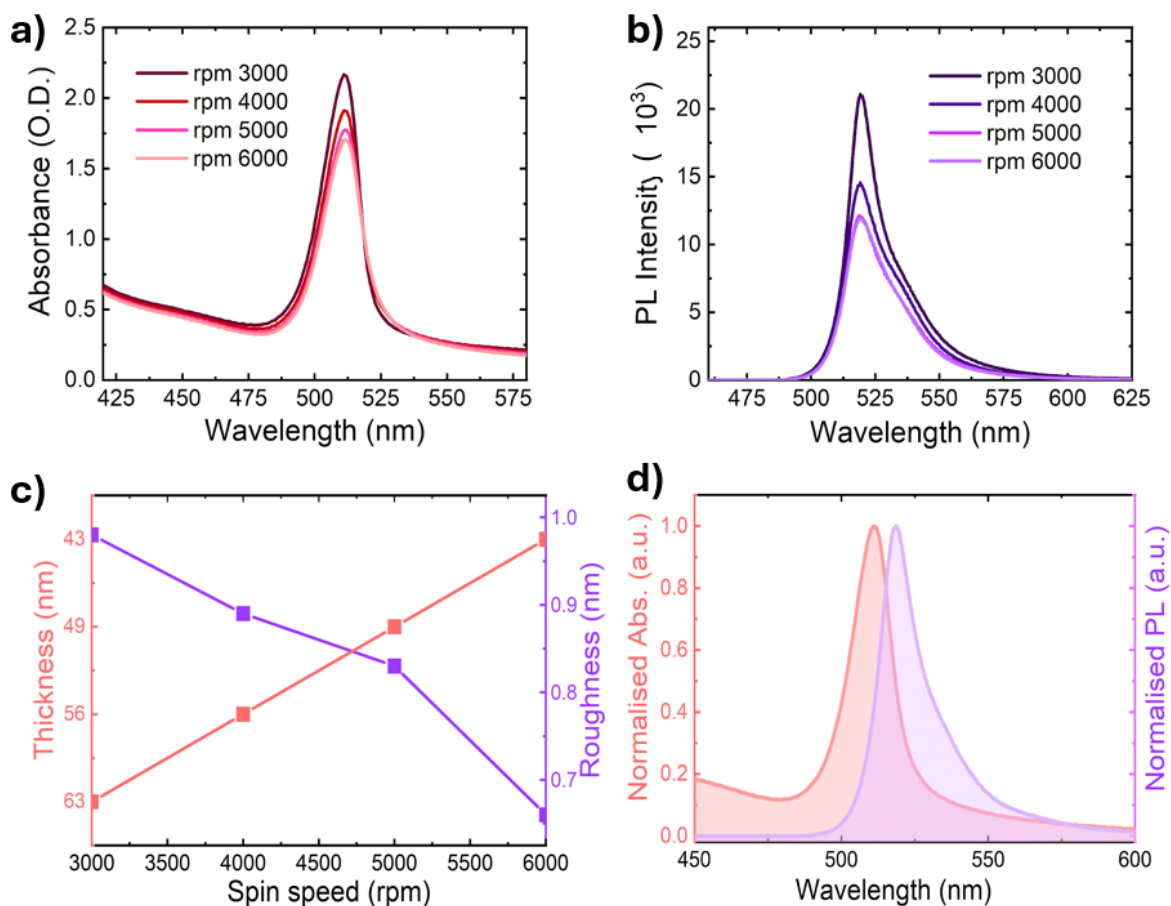 a)
2.5
2.0
1.5
1.0
0.5
0.0
Absorbance (O.D.)
rpm 3000
rpm 4000
rpm 5000
rpm 6000
425 450 475 500 525 550 575
Wavelength (nm)
b)
25
20
15
10
5
0
PL Intensity ( 10³)
rpm 3000
rpm 4000
rpm 5000
rpm 6000
475 500 525 550 575 600 625
Wavelength (nm)
c)
43
49
56
63
Thickness (nm)
1.0
0.9
0.8
0.7
Roughness (nm)
3000 3500 4000 4500 5000 5500 6000
Spin speed (rpm)
d)
1.0
0.8
0.6
0.4
0.2
0.0
Normalised Abs. (a.u.)
Normalised PL (a.u.)
450 500 550 600
Wavelength (nm)